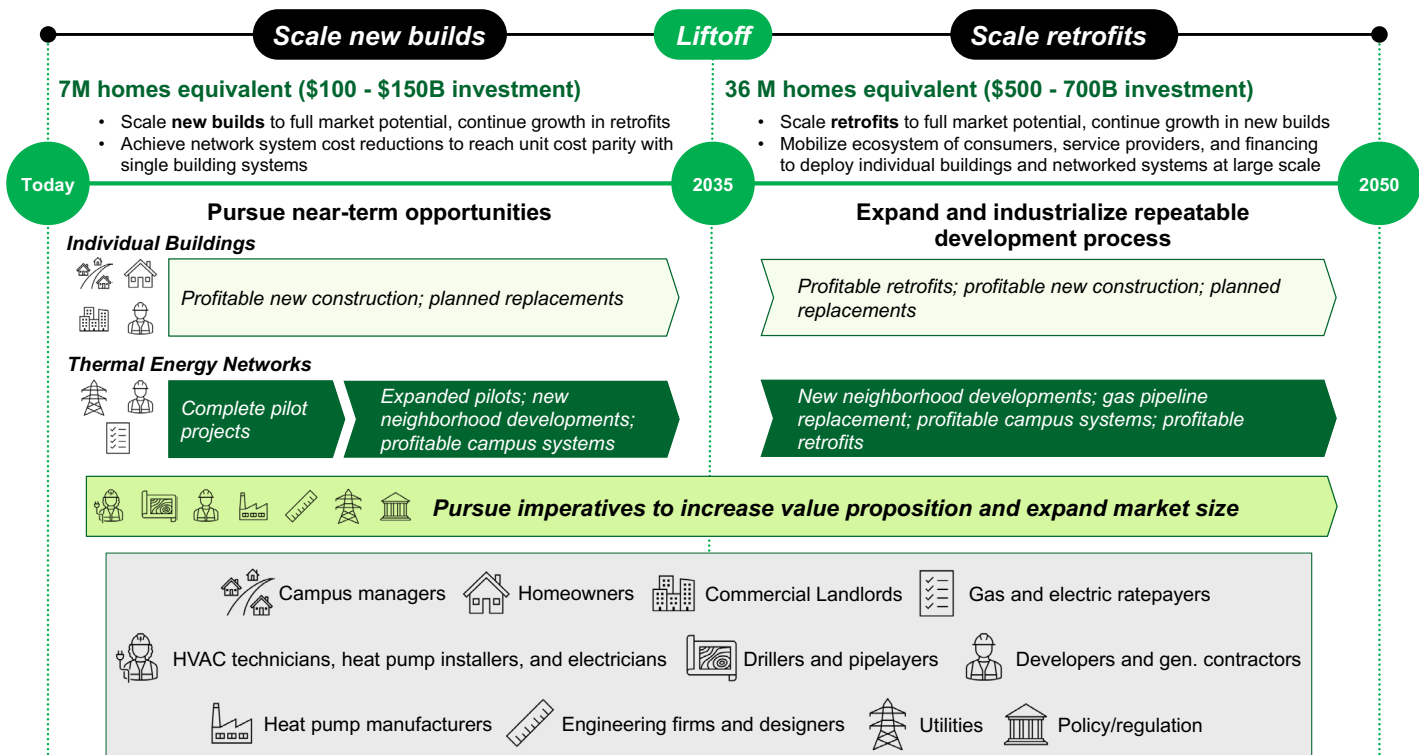 Scale new builds
Liftoff
Scale retrofits
7M homes equivalent ($100 - $150B investment)
• Scale new builds to full market potential, continue growth in retrofits
• Achieve network system cost reductions to reach unit cost parity with
single building systems
36 M homes equivalent ($500 - 700B investment)
• Scale retrofits to full market potential, continue growth in new builds
• Mobilize ecosystem of consumers, service providers, and financing
to deploy individual buildings and networked systems at large scale
Today
2035
2050
Pursue near-term opportunities
Expand and industrialize repeatable
development process
Individual Buildings
Profitable new construction; planned replacements
Profitable retrofits; profitable new construction; planned
replacements
Thermal Energy Networks
Complete pilot
projects
Expanded pilots; new
neighborhood developments;
profitable campus systems
New neighborhood developments; gas pipeline
replacement; profitable campus systems; profitable
retrofits
Pursue imperatives to increase value proposition and expand market size
Campus managers
Homeowners
Commercial Landlords
Gas and electric ratepayers
HVAC technicians, heat pump installers, and electricians
Drillers and pipelayers
Developers and gen. contractors
Heat pump manufacturers
Engineering firms and designers
Utilities
Policy/regulation